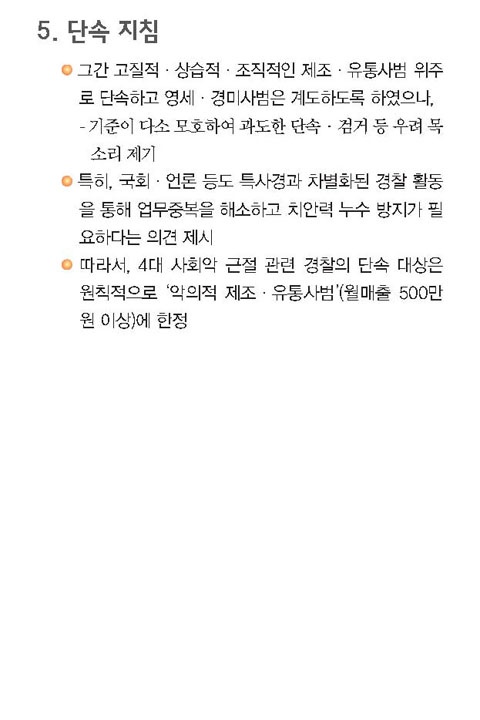 5. 단속 지침
그간 고질적 · 상습적 · 조직적인 제조 · 유통사범 위주
로 단속하고 영세 · 경미사범은 계도하도록 하였으나,
- 기준이 다소 모호하여 과도한 단속 · 검거 등 우려 목
소리 제기
특히, 국회 · 언론 등도 특사경과 차별화된 경찰 활동
을 통해 업무중복을 해소하고 치안력 누수 방지가 필
요하다는 의견 제시
따라서, 4대 사회악 근절 관련 경찰의 단속 대상은
원칙적으로 ‘악의적 제조 · 유통사범’(월매출 500만
원 이상)에 한정